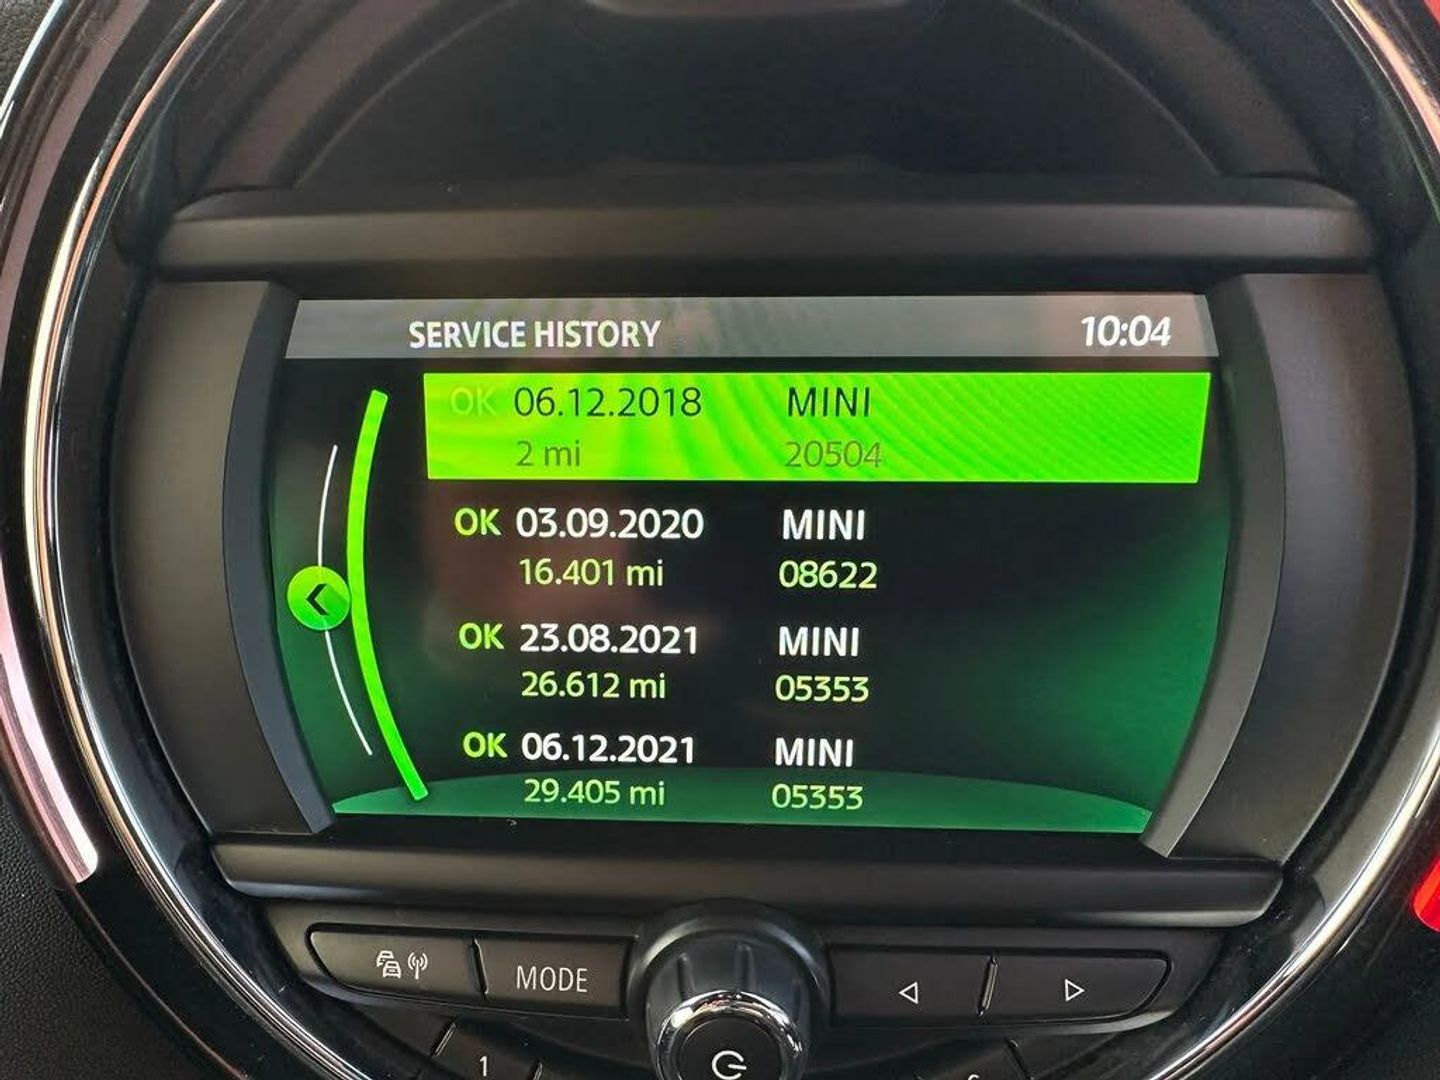 SERVICE HISTORY 10:04
OK 06.12.2018 MINI
2 mi 20504
OK 03.09.2020 MINI
16.401 mi 08622
OK 23.08.2021 MINI
26.612 mi 05353
OK 06.12.2021 MINI
29.405 mi 05353
MODE
1